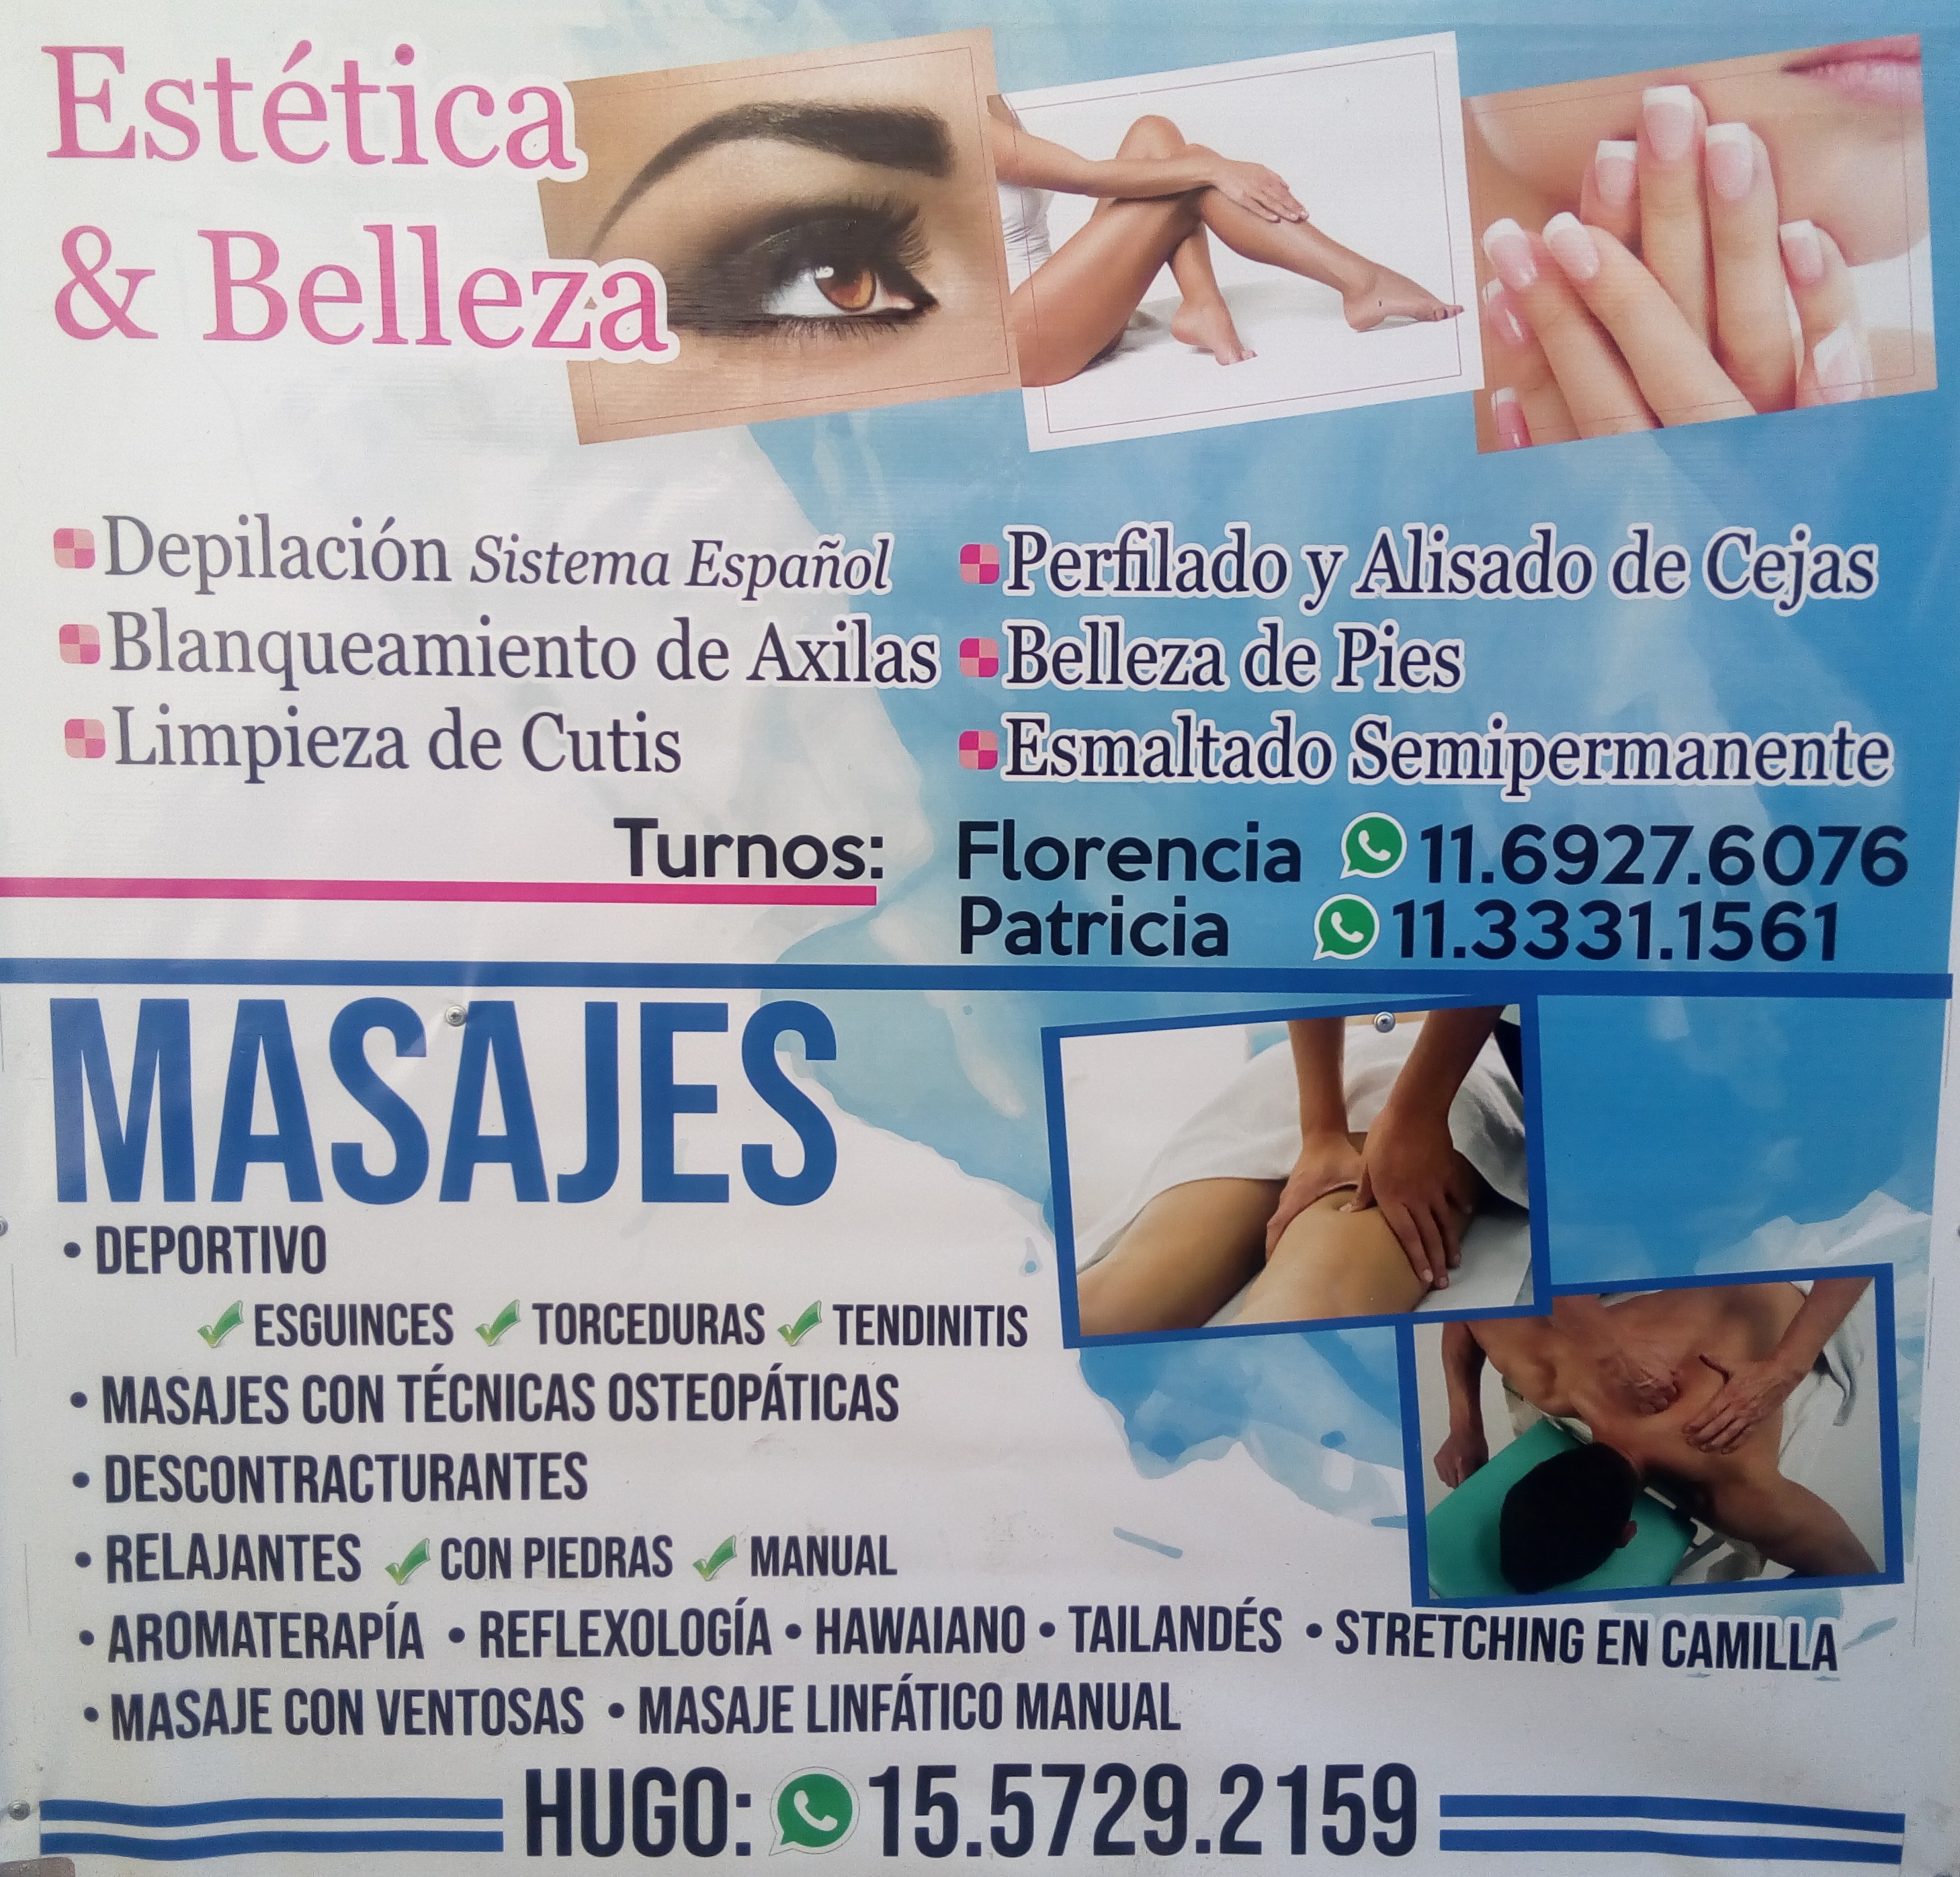 Estética
& Belleza
Depilación Sistema Español
Blanqueamiento de Axilas
Limpieza de Cutis
Perfilado y Alisado de Cejas
Belleza de Pies
Esmaltado Semipermanente
Turnos: Florencia 11.6927.6076
Patricia 11.3331.1561
MASAJES
• DEPORTIVO
ESGUINCES TORCEDURAS TENDINITIS
• MASAJES CON TÉCNICAS OSTEOPÁTICAS
• DESCONTRACTURANTES
• RELAJANTES CON PIEDRAS MANUAL
• AROMATERAPÍA • REFLEXOLOGÍA • HAWAIANO • TAILANDÉS • STRETCHING EN CAMILLA
• MASAJE CON VENTOSAS • MASAJE LINFÁTICO MANUAL
HUGO: 15.5729.2159